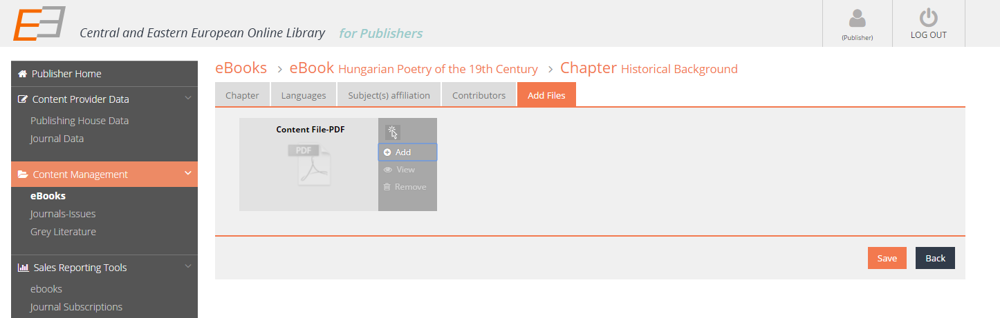 Central and Eastern European Online Library for Publishers
(Publisher)
LOG OUT
Publisher Home
Content Provider Data
Publishing House Data
Journal Data
Content Management
eBooks
Journals-Issues
Grey Literature
Sales Reporting Tools
ebooks
Journal Subscriptions
eBooks > eBook Hungarian Poetry of the 19th Century > Chapter Historical Background
Chapter Languages Subject(s) affiliation Contributors Add Files
Content File-PDF
PDF
Add
View
Remove
Save Back